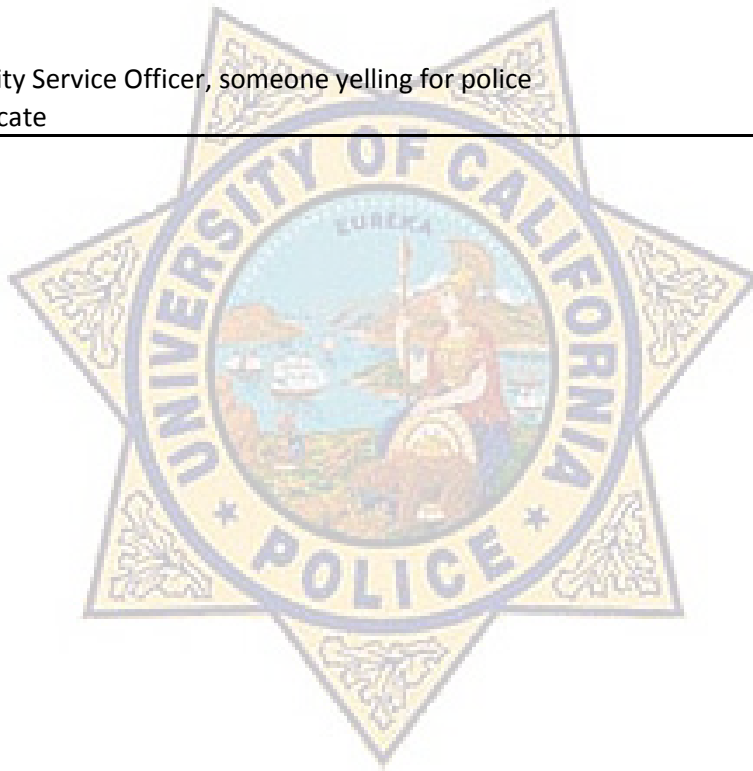 ity Service Officer, someone yelling for police
cate
UNIVERSITY OF CALIFORNIA
EUREKA
POLICE